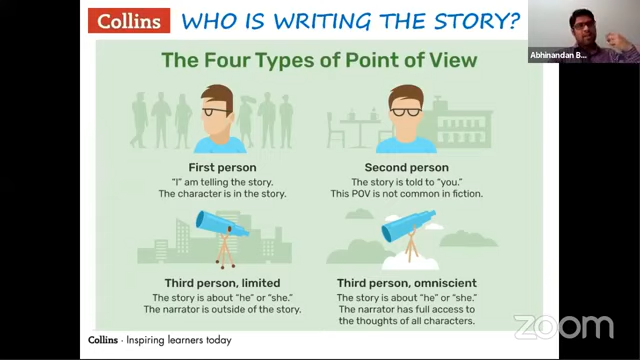 Collins
WHO IS WRITING THE STORY?
Abhinandan B...
The Four Types of Point of View
First person
"I" am telling the story.
The character is in the story.
Second person
The story is told to "you."
This POV is not common in fiction.
Third person, limited
The story is about "he" or "she."
The narrator is outside of the story.
Third person, omniscient
The story is about "he" or "she."
The narrator has full access to
the thoughts of all characters.
zoom
Collins · Inspiring learners today